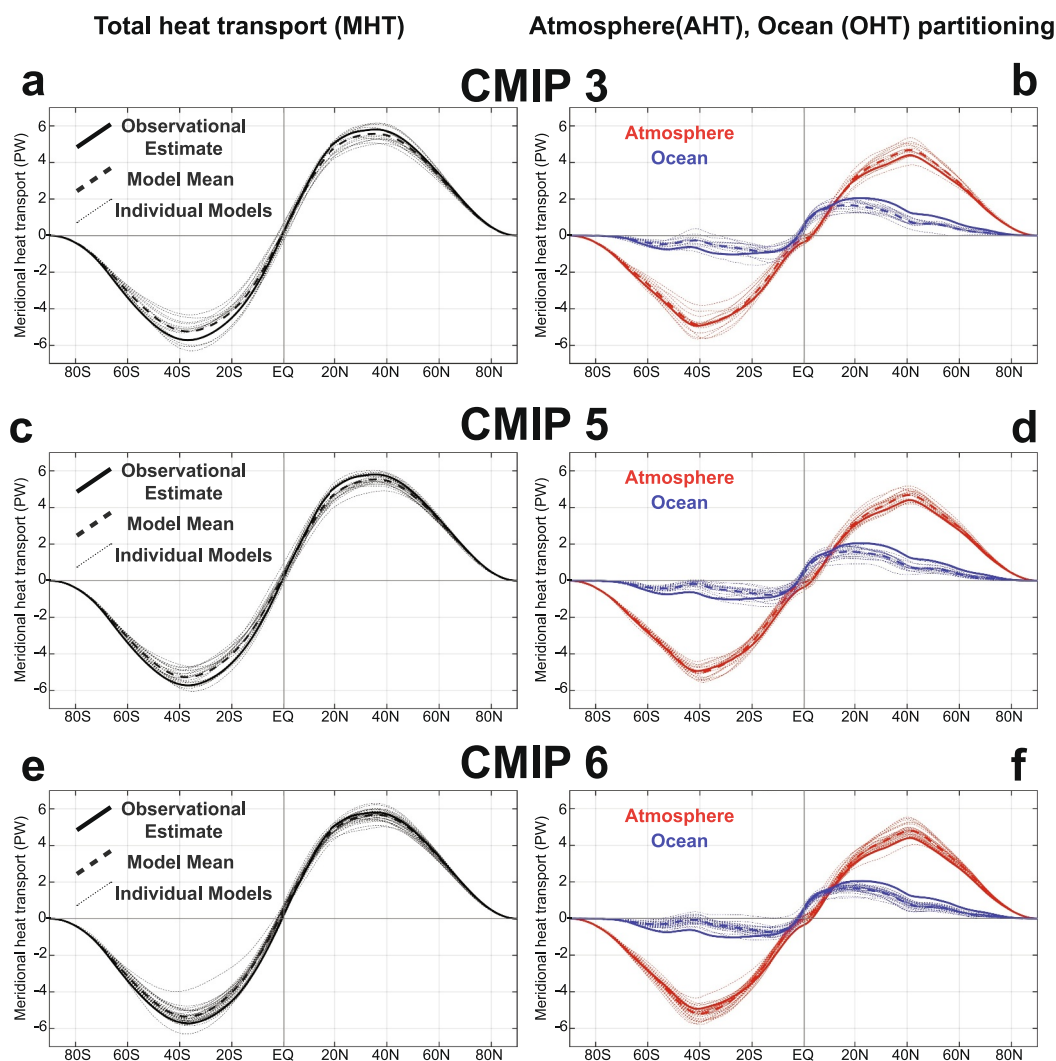 Total heat transport (MHT)
Atmosphere(AHT), Ocean (OHT) partitioning
a
CMIP 3
b
Meridional heat transport (PW)
6
4
2
0
-2
-4
-6
Observational
Estimate
Model Mean
Individual Models
80S 60S 40S 20S EQ 20N 40N 60N 80N
Meridional heat transport (PW)
6
4
2
0
-2
-4
-6
Atmosphere
Ocean
80S 60S 40S 20S EQ 20N 40N 60N 80N
c
CMIP 5
d
Meridional heat transport (PW)
6
4
2
0
-2
-4
-6
Observational
Estimate
Model Mean
Individual Models
80S 60S 40S 20S EQ 20N 40N 60N 80N
Meridional heat transport (PW)
6
4
2
0
-2
-4
-6
Atmosphere
Ocean
80S 60S 40S 20S EQ 20N 40N 60N 80N
e
CMIP 6
f
Meridional heat transport (PW)
6
4
2
0
-2
-4
-6
Observational
Estimate
Model Mean
Individual Models
80S 60S 40S 20S EQ 20N 40N 60N 80N
Meridional heat transport (PW)
6
4
2
0
-2
-4
-6
Atmosphere
Ocean
80S 60S 40S 20S EQ 20N 40N 60N 80N